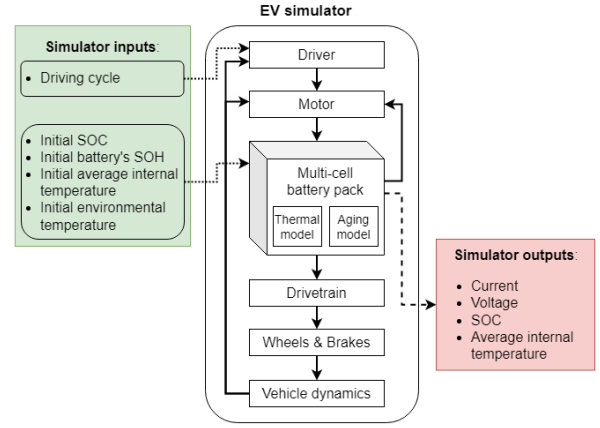 EV simulator
Simulator inputs:
Driving cycle
Initial SOC
Initial battery's SOH
Initial average internal
temperature
Initial environmental
temperature
Driver
Motor
Multi-cell
battery pack
Thermal
model
Aging
model
Drivetrain
Wheels & Brakes
Vehicle dynamics
Simulator outputs:
Current
Voltage
SOC
Average internal
temperature